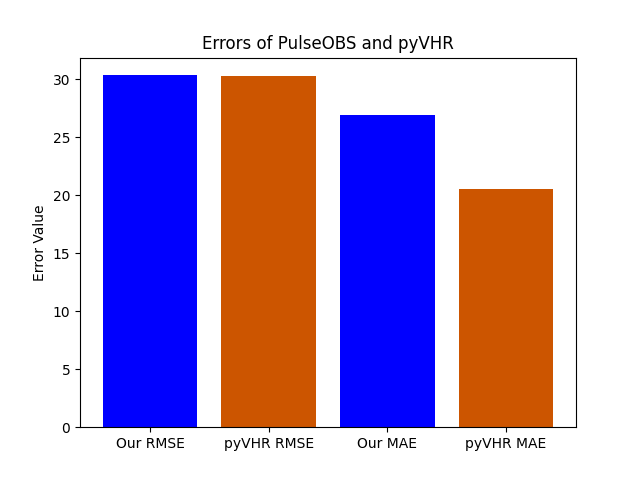 Errors of PulseOBS and pyVHR
Error Value
30
25
20
15
10
5
0
Our RMSE
pyVHR RMSE
Our MAE
pyVHR MAE